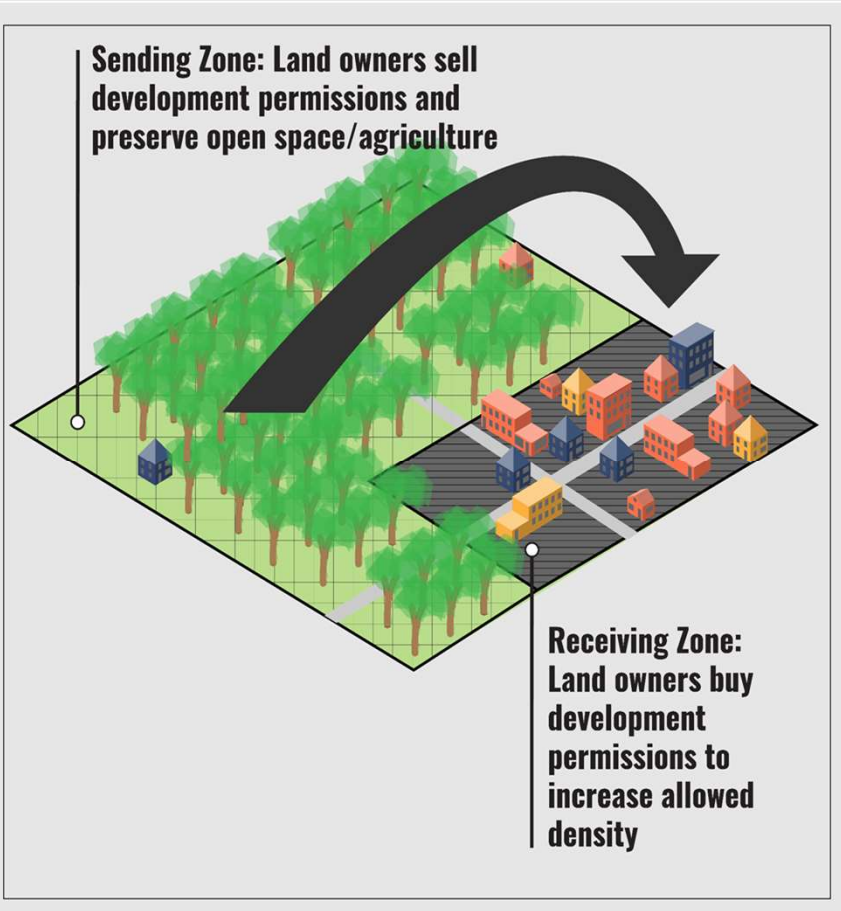 Sending Zone: Land owners sell
development permissions and
preserve open space/agriculture
Receiving Zone:
Land owners buy
development
permissions to
increase allowed
density